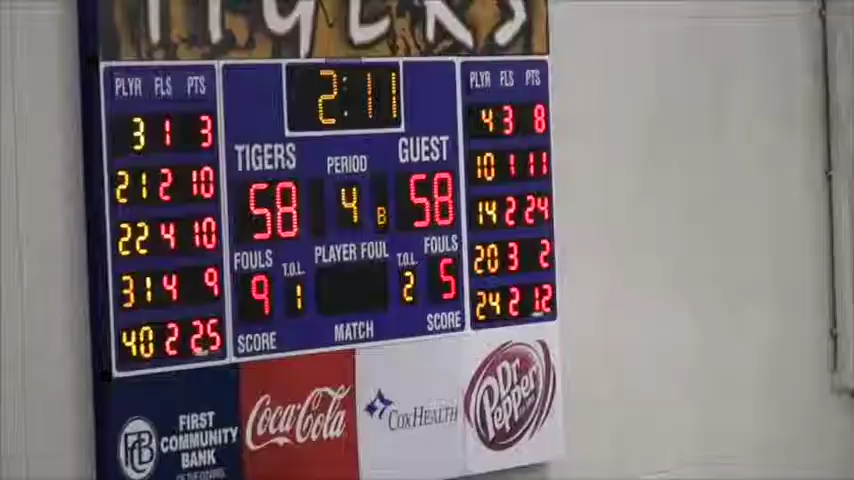 TIGERS
PLYR FLS PTS
3 1 3
21 2 10
22 4 10
31 4 9
40 2 25
2:11
TIGERS PERIOD GUEST
58 4 B 58
FOULS T.O.L. PLAYER FOUL T.O.L. FOULS
9 1 2 5
SCORE MATCH SCORE
PLYR FLS PTS
4 3 8
10 1 11
14 2 24
20 3 2
24 2 12
FCB
FIRST
COMMUNITY
BANK
Coca-Cola
COXHEALTH
Dr Pepper